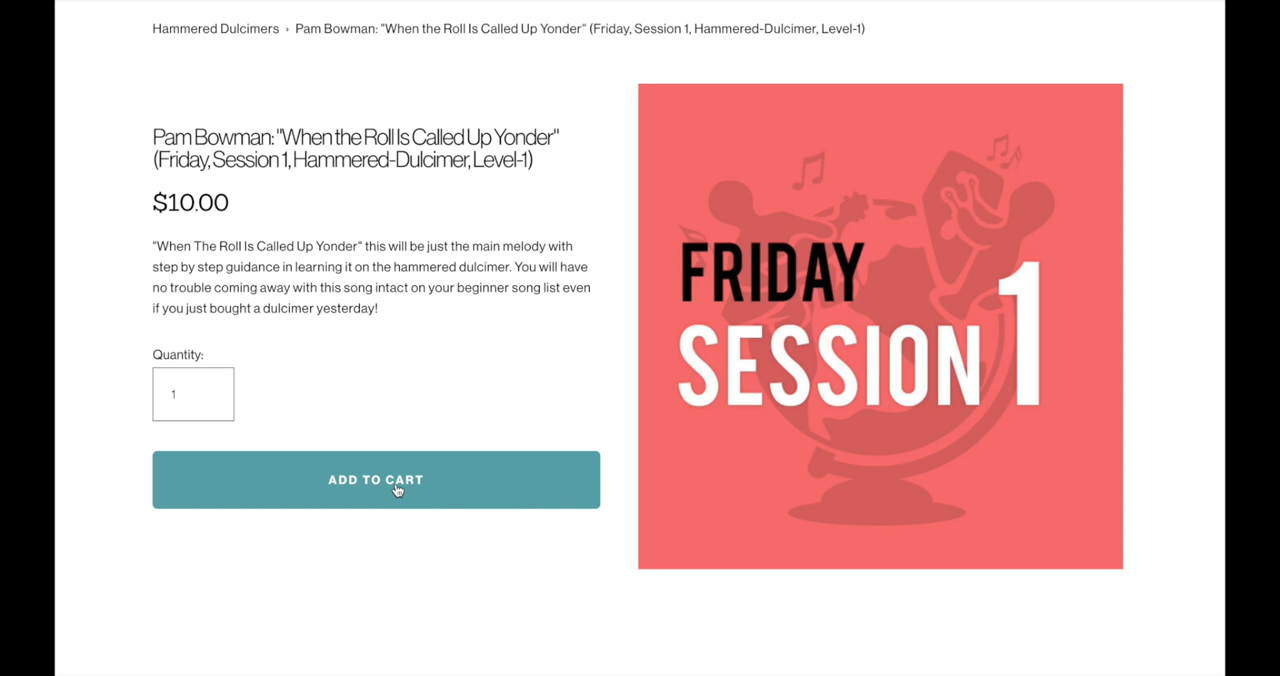 Hammered Dulcimers › Pam Bowman: "When the Roll Is Called Up Yonder" (Friday, Session 1, Hammered-Dulcimer, Level-1)
Pam Bowman: "When the Roll Is Called Up Yonder"
(Friday, Session 1, Hammered-Dulcimer, Level-1)
$10.00
"When The Roll Is Called Up Yonder" this will be just the main melody with
step by step guidance in learning it on the hammered dulcimer. You will have
no trouble coming away with this song intact on your beginner song list even
if you just bought a dulcimer yesterday!
Quantity:
1
ADD TO CART
FRIDAY
SESSION 1